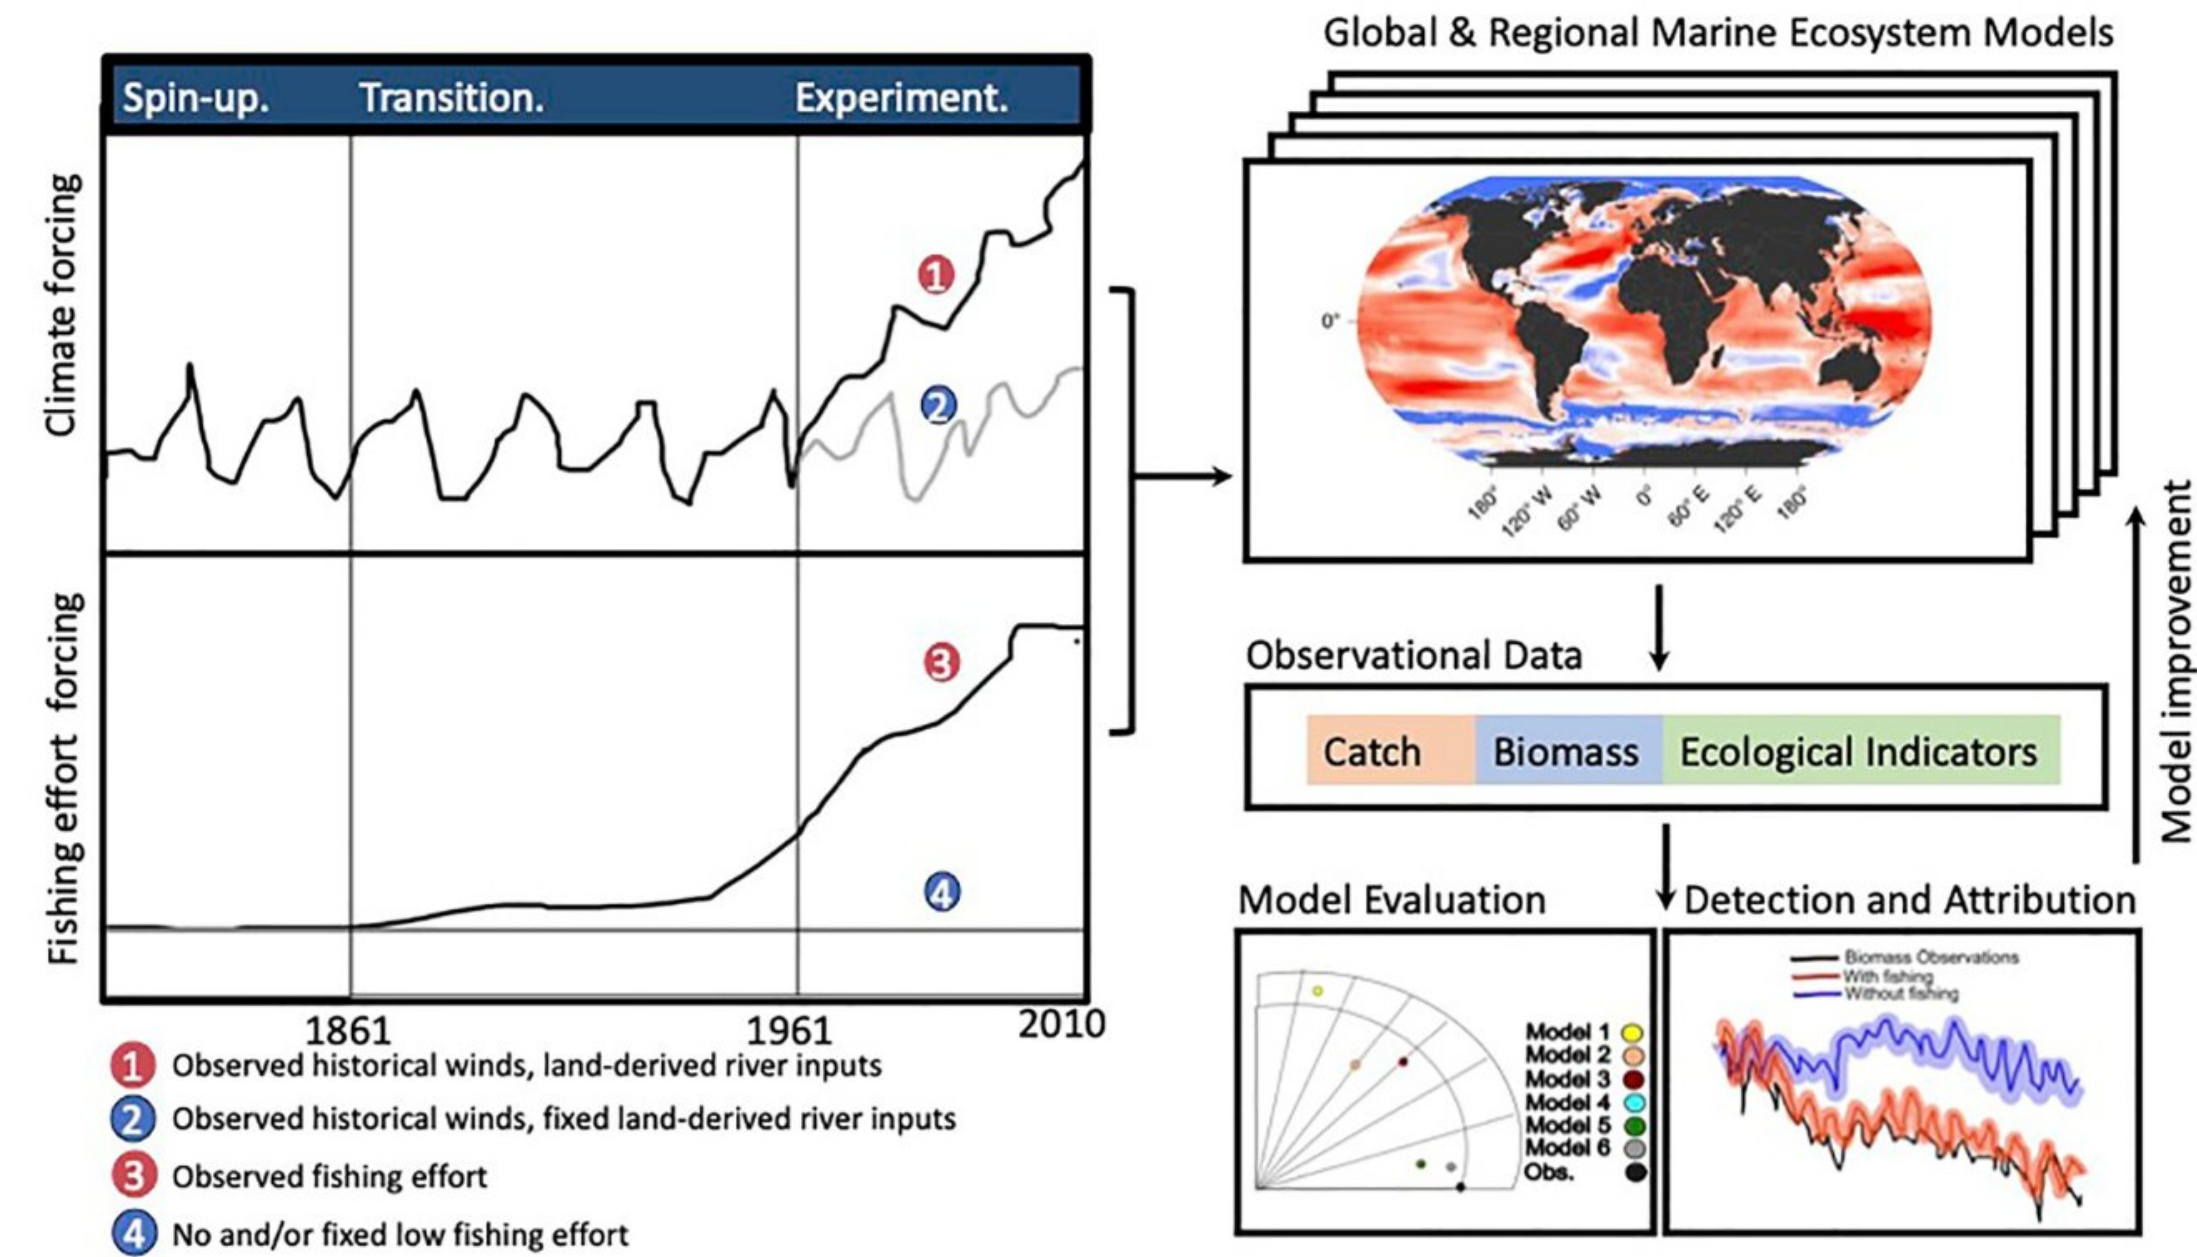 Global & Regional Marine Ecosystem Models
Spin-up. Transition. Experiment.
Climate forcing
1
2
0°
180° 120° W 60° W 0° 60° E 120° E 180°
Fishing effort forcing
3
4
1861 1961 2010
1 Observed historical winds, land-derived river inputs
2 Observed historical winds, fixed land-derived river inputs
3 Observed fishing effort
4 No and/or fixed low fishing effort
Observational Data
Catch Biomass Ecological Indicators
Model improvement
Model Evaluation
Model 1
Model 2
Model 3
Model 4
Model 5
Model 6
Obs.
Detection and Attribution
Biomass Observations
With fishing
Without fishing